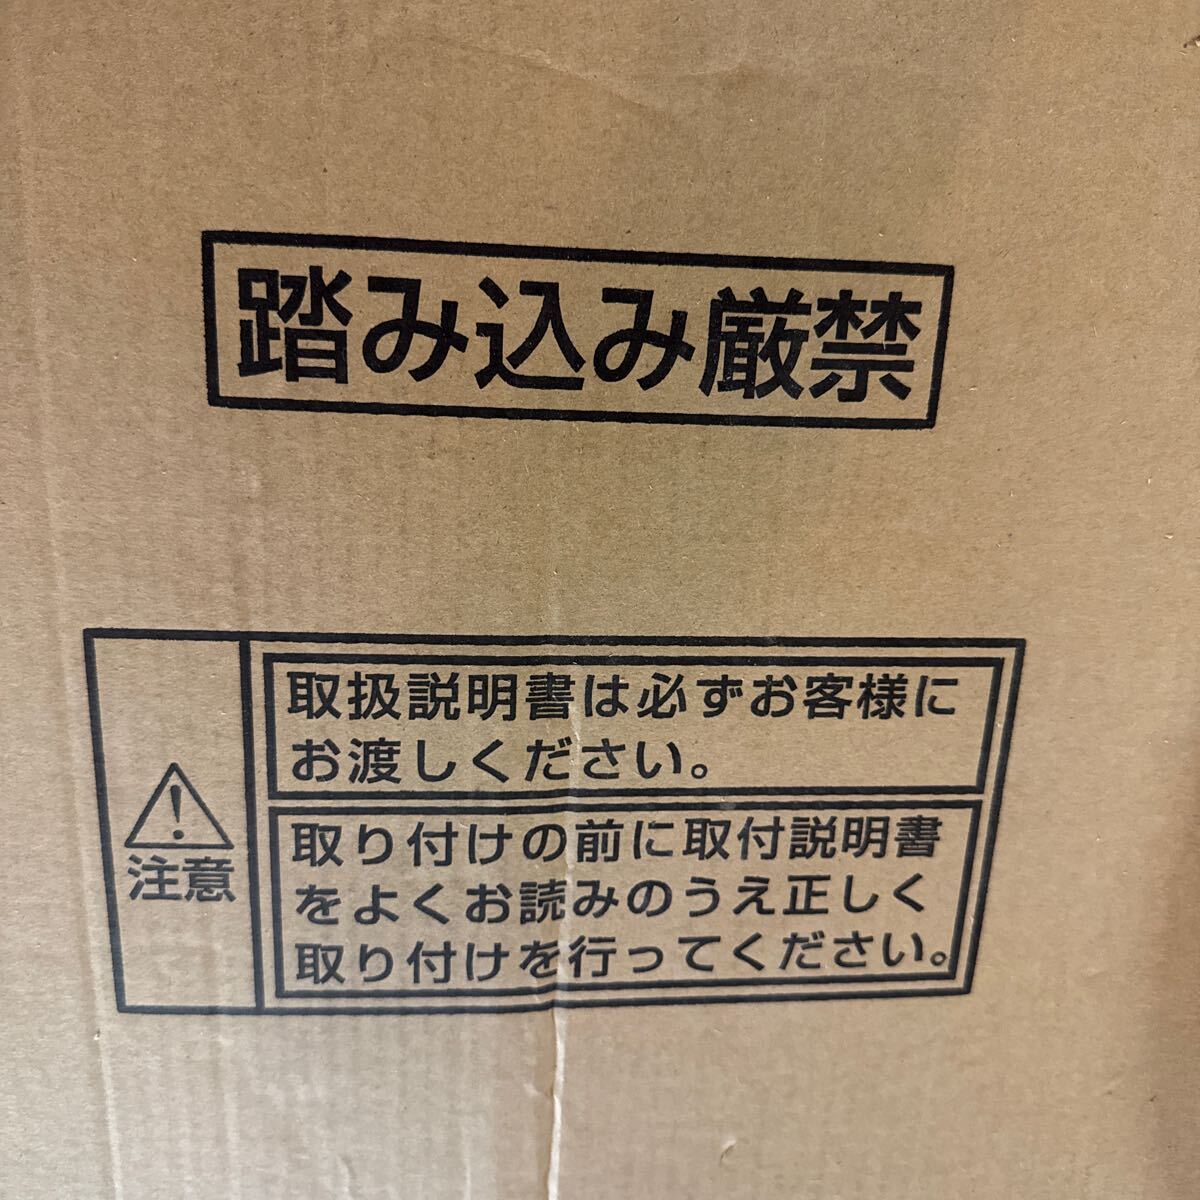 踏み込み厳禁
取扱説明書は必ずお客様に
お渡しください。
注意
取り付けの前に取付説明書
をよくお読みのうえ正しく
取り付けを行ってください。